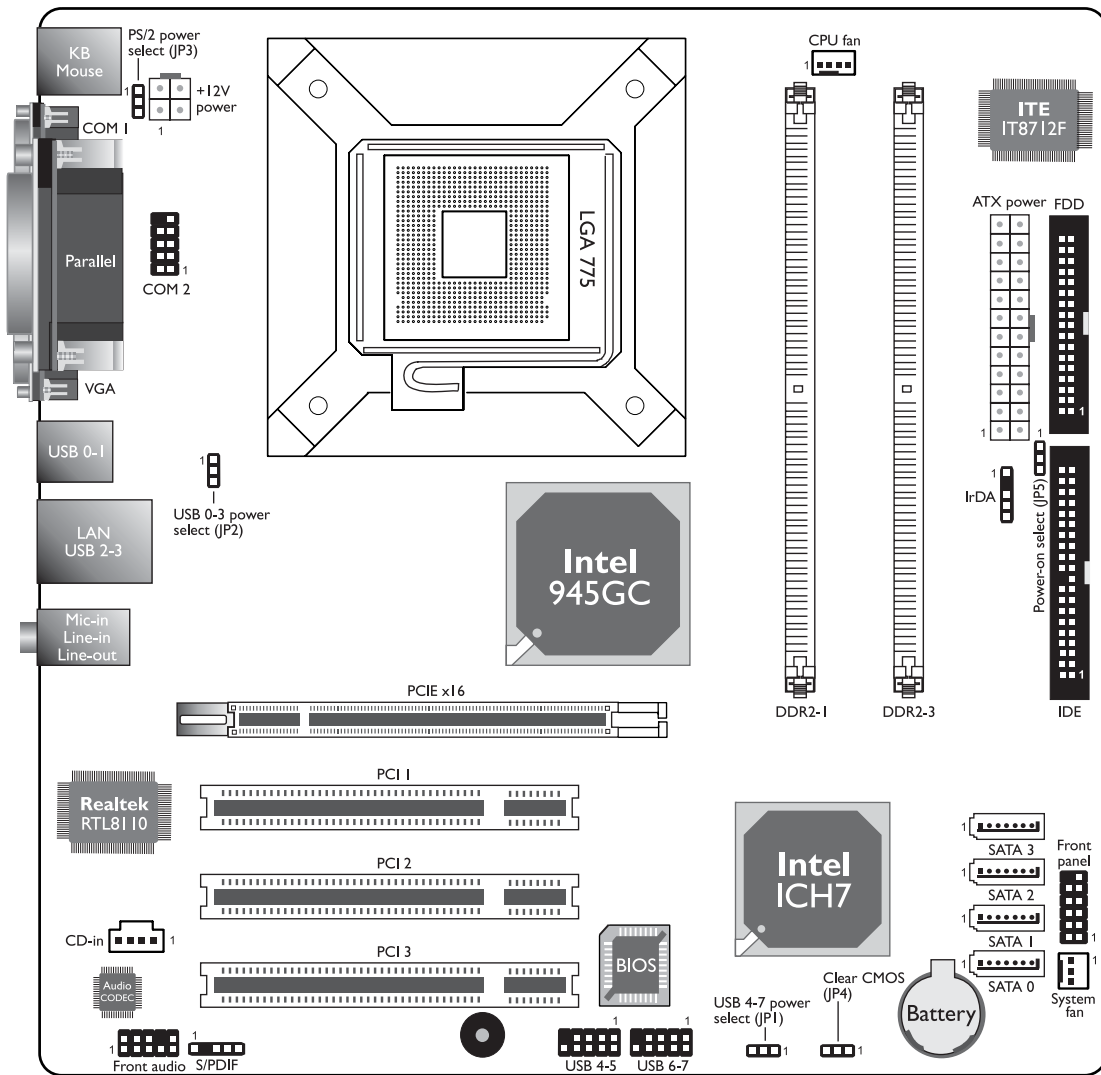 PS/2 power
select (JP3)
KB
Mouse
1
+12V
power
1
COM 1
Parallel
1
COM 2
VGA
CPU fan
1
LGA 775
ITE
IT8712F
ATX power
FDD
1
1
USB 0-1
1
USB 0-3 power
select (JP2)
LAN
USB 2-3
Mic-in
Line-in
Line-out
Intel
945GC
1
IrDA
1
Power-on select (JP5)
1
DDR2-1
DDR2-3
IDE
PCIE x16
PCI 1
Realtek
RTL8110
PCI 2
CD-in
1
PCI 3
Audio
CODEC
BIOS
Intel
ICH7
1
SATA 3
1
SATA 2
1
SATA 1
1
SATA 0
Front
panel
1
1
System
fan
Battery
Clear CMOS
(JP4)
1
USB 4-7 power
select (JP1)
1
1
Front audio
1
S/PDIF
1
USB 4-5
1
USB 6-7